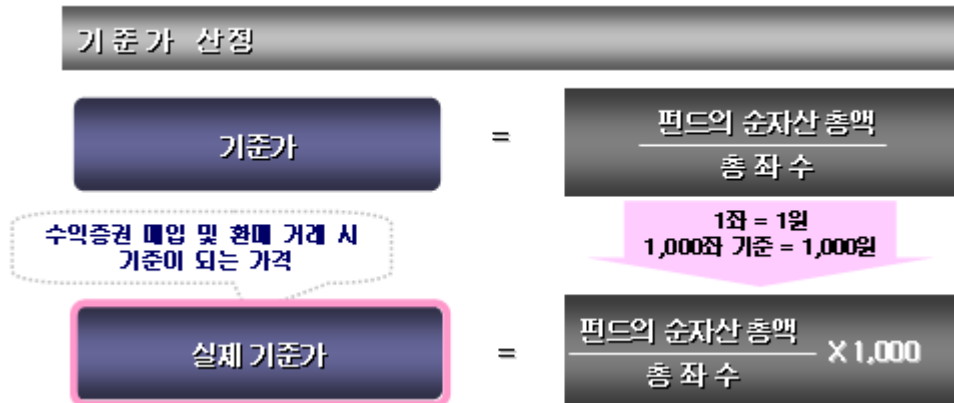 기 준 가 산 정
기준가
=
펀드의 순자산 총액
총 좌 수
수익증권 매입 및 환매 거래 시
기준이 되는 가격
1좌 = 1원
1,000좌 기준 = 1,000원
실제 기준가
=
펀드의 순자산 총액
총 좌 수
X 1,000